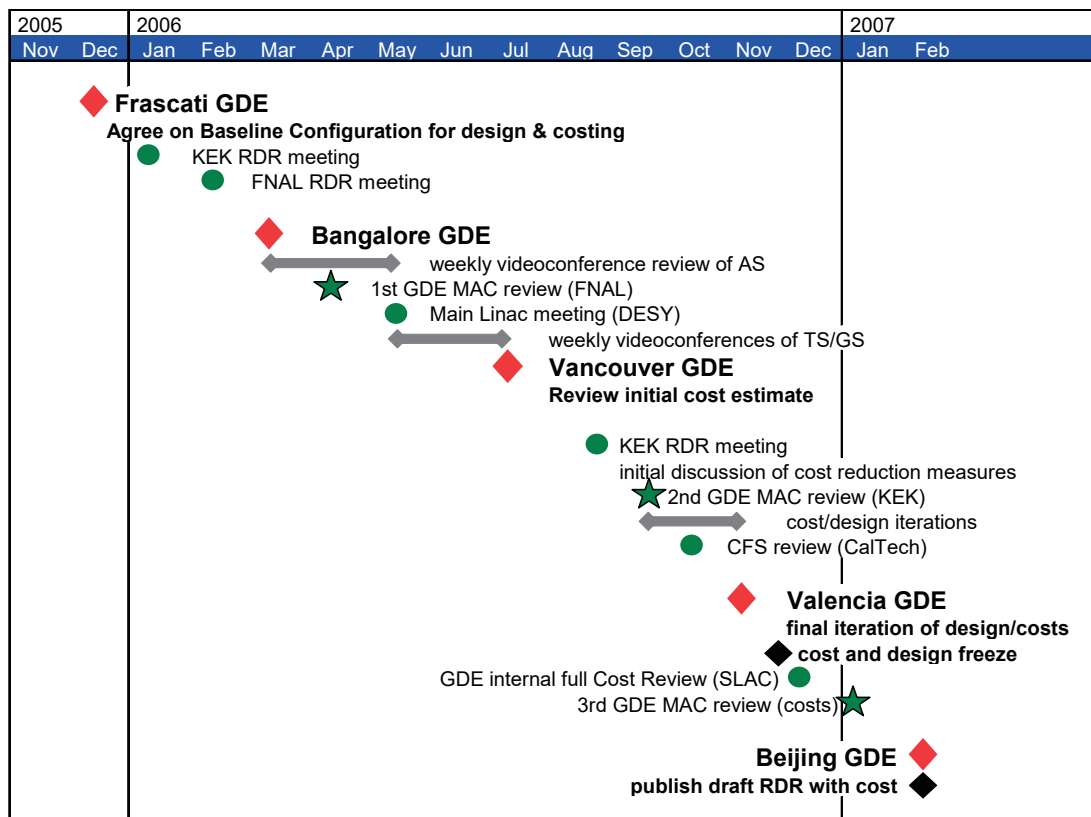 2005 2006 2007
Nov Dec Jan Feb Mar Apr May Jun Jul Aug Sep Oct Nov Dec Jan Feb
Frascati GDE
Agree on Baseline Configuration for design & costing
KEK RDR meeting
FNAL RDR meeting
Bangalore GDE
weekly videoconference review of AS
1st GDE MAC review (FNAL)
Main Linac meeting (DESY)
weekly videoconferences of TS/GS
Vancouver GDE
Review initial cost estimate
KEK RDR meeting
initial discussion of cost reduction measures
2nd GDE MAC review (KEK)
cost/design iterations
CFS review (CalTech)
Valencia GDE
final iteration of design/costs
cost and design freeze
GDE internal full Cost Review (SLAC)
3rd GDE MAC review (costs)
Beijing GDE
publish draft RDR with cost